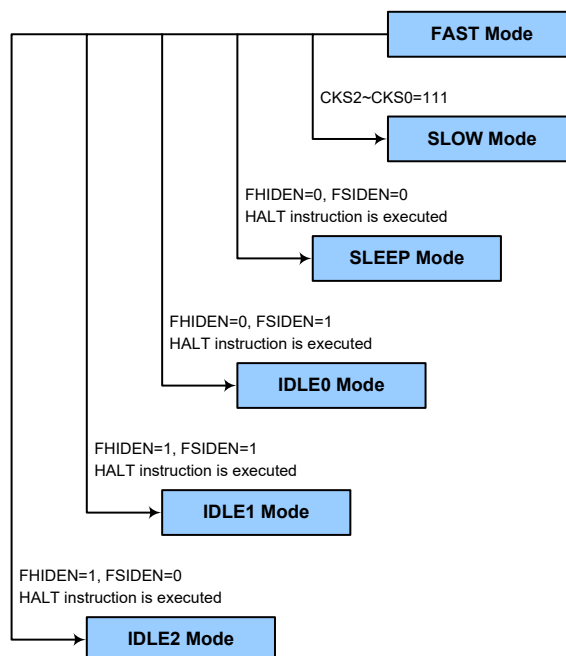 FAST Mode
CKS2~CKS0=111
SLOW Mode
FHIDEN=0, FSIDEN=0
HALT instruction is executed
SLEEP Mode
FHIDEN=0, FSIDEN=1
HALT instruction is executed
IDLE0 Mode
FHIDEN=1, FSIDEN=1
HALT instruction is executed
IDLE1 Mode
FHIDEN=1, FSIDEN=0
HALT instruction is executed
IDLE2 Mode